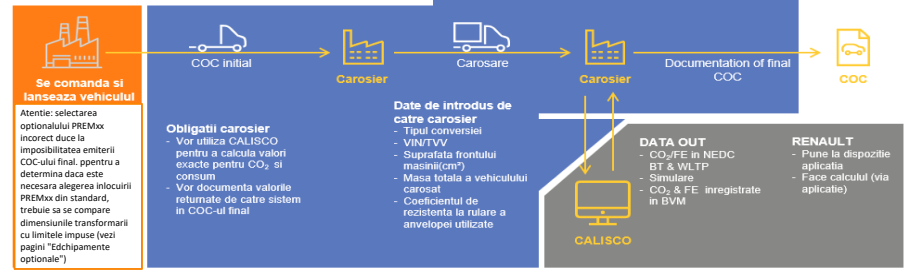 Se comanda si
lanseaza vehiculul
Atentie: selectarea
optionalului PREMxx
incorect duce la
imposibilitatea emiterii
COC-ului final. ppentru a
determina daca este
necesara alegerea inlocuirii
PREMxx din standard,
trebuie sa se compare
dimensiunile transformarii
cu limitele impuse (vezi
pagini "Edchipamente
optionale")
COC initial
Carosier
Carosare
Carosier
Documentation of final
COC
COC
Obligatii carosier
- Vor utiliza CALISCO
pentru a calcula valori
exacte pentru CO₂ si
consum
- Vor documenta valorile
returnate de catre sistem
in COC-ul final
Date de introdus de
catre carosier
- Tipul conversiei
- VIN/TVV
- Suprafata frontului
masinii(cm²)
- Masa totala a vehiculului
carosat
- Coeficientul de
rezistenta la rulare a
anvelopei utilizate
CALISCO
DATA OUT
- CO₂/FE in NEDC
BT & WLTP
- Simulare
- CO₂ & FE inregistrate
in BVM
RENAULT
- Pune la dispozitie
aplicatia
- Face calculul (via
aplicatie)